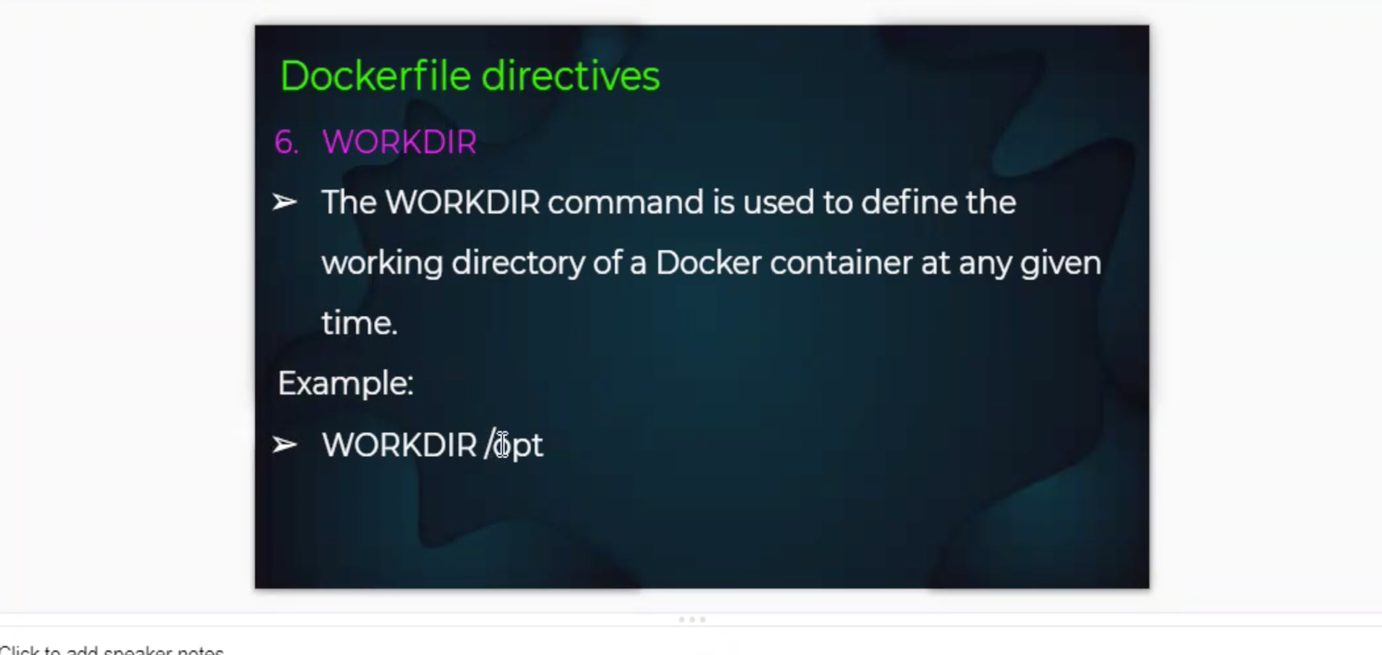 Dockerfile directives
6. WORKDIR
➢ The WORKDIR command is used to define the
working directory of a Docker container at any given
time.
Example:
➢ WORKDIR /opt
Click to add speaker notes